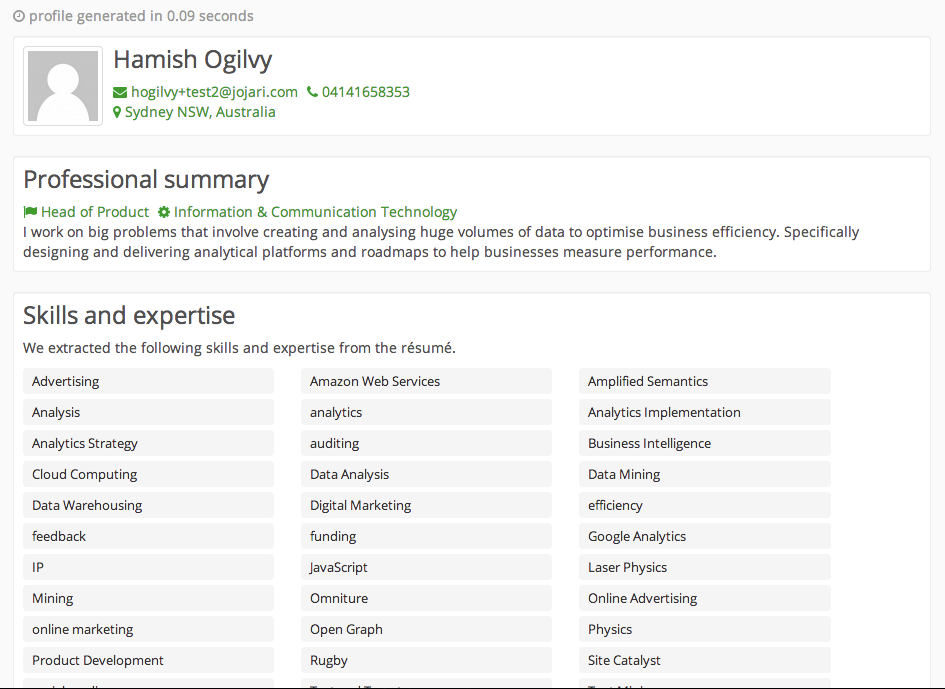 profile generated in 0.09 seconds
Hamish Ogilvy
hogilvy+test2@jojari.com 04141658353
Sydney NSW, Australia
Professional summary
Head of Product Information & Communication Technology
I work on big problems that involve creating and analysing huge volumes of data to optimise business efficiency. Specifically
designing and delivering analytical platforms and roadmaps to help businesses measure performance.
Skills and expertise
We extracted the following skills and expertise from the résumé.
Advertising Amazon Web Services Amplified Semantics
Analysis analytics Analytics Implementation
Analytics Strategy auditing Business Intelligence
Cloud Computing Data Analysis Data Mining
Data Warehousing Digital Marketing efficiency
feedback funding Google Analytics
IP JavaScript Laser Physics
Mining Omniture Online Advertising
online marketing Open Graph Physics
Product Development Rugby Site Catalyst